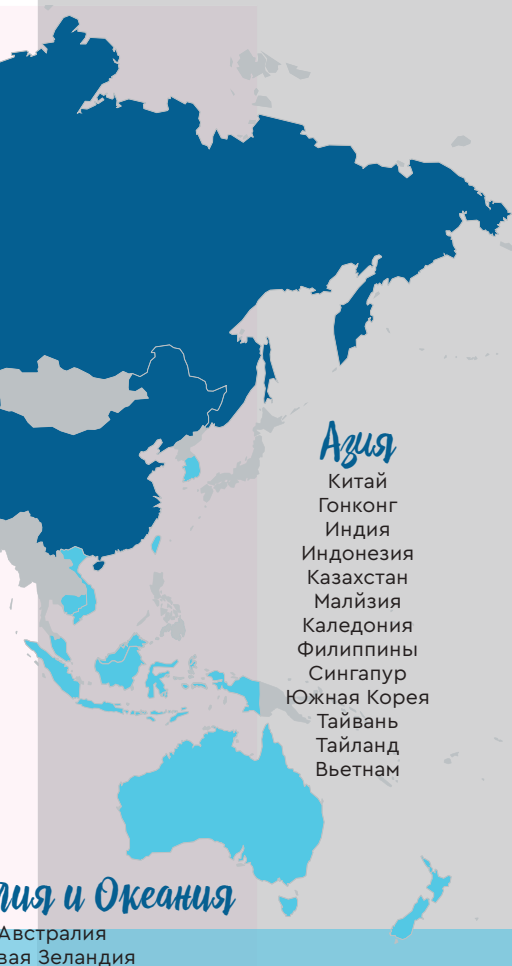 Азия
Китай
Гонконг
Индия
Индонезия
Казахстан
Малйзия
Каледония
Филиппины
Сингапур
Южная Корея
Тайвань
Тайланд
Вьетнам
лия и Океания
Австралия
вая Зеландия